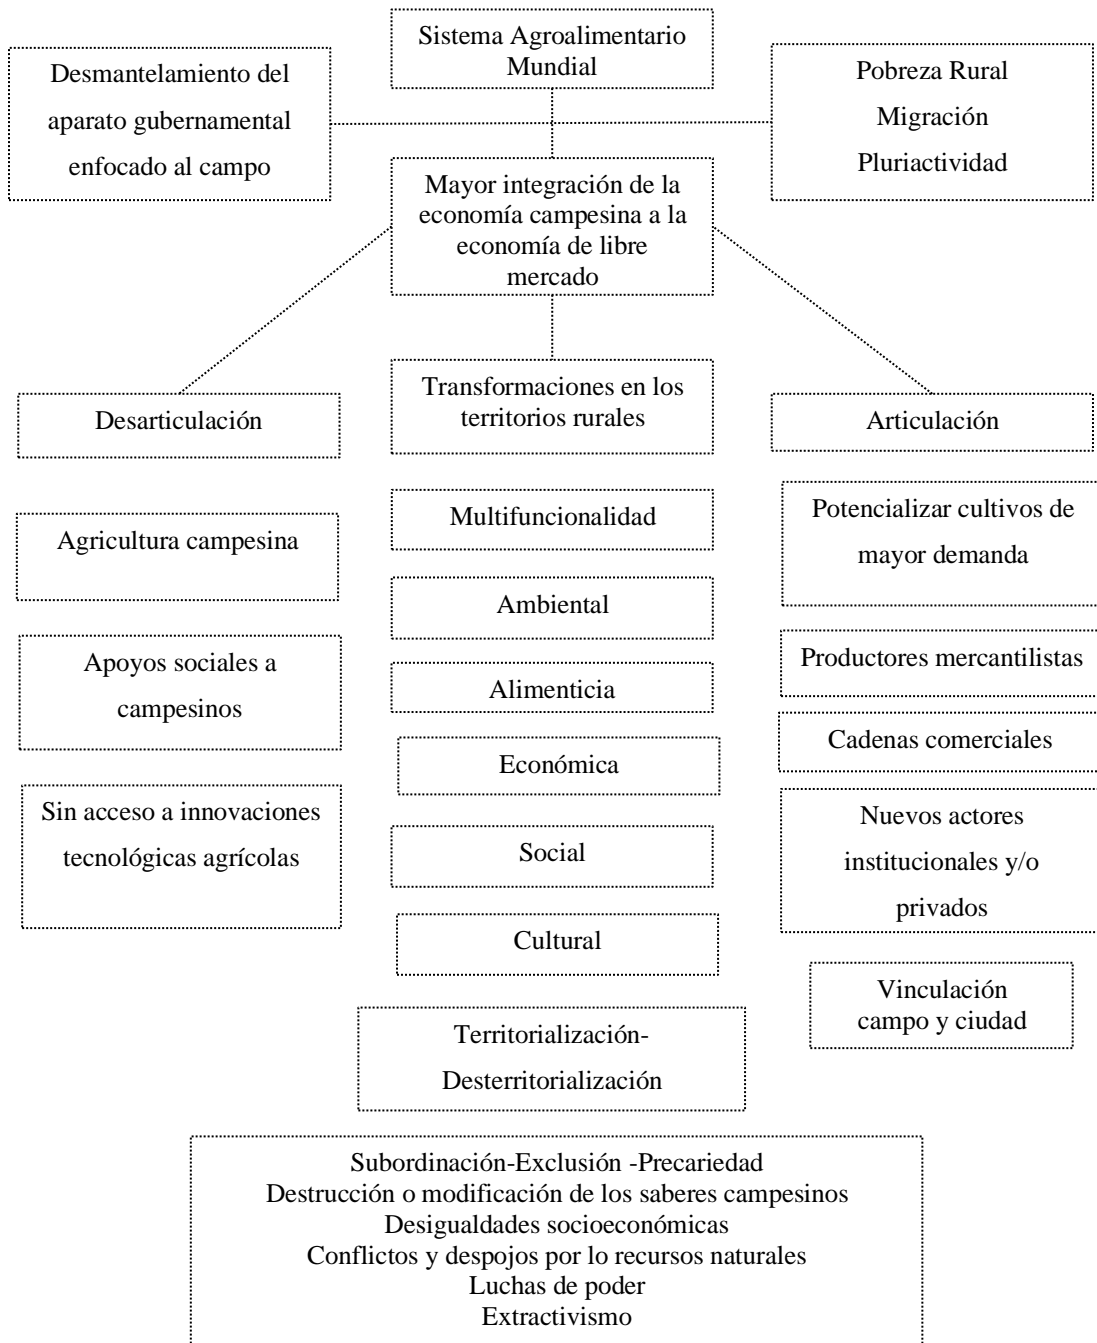 Sistema Agroalimentario
Mundial
Desmantelamiento del
aparato gubernamental
enfocado al campo
Pobreza Rural
Migración
Pluriactividad
Mayor integración de la
economía campesina a la
economía de libre
mercado
Desarticulación
Transformaciones en los
territorios rurales
Articulación
Agricultura campesina
Apoyos sociales a
campesinos
Sin acceso a innovaciones
tecnológicas agrícolas
Multifuncionalidad
Ambiental
Alimenticia
Económica
Social
Cultural
Territorialización-
Desterritorialización
Potencializar cultivos de
mayor demanda
Productores mercantilistas
Cadenas comerciales
Nuevos actores
institucionales y/o
privados
Vinculación
campo y ciudad
Subordinación-Exclusión -Precariedad
Destrucción o modificación de los saberes campesinos
Desigualdades socioeconómicas
Conflictos y despojos por lo recursos naturales
Luchas de poder
Extractivismo